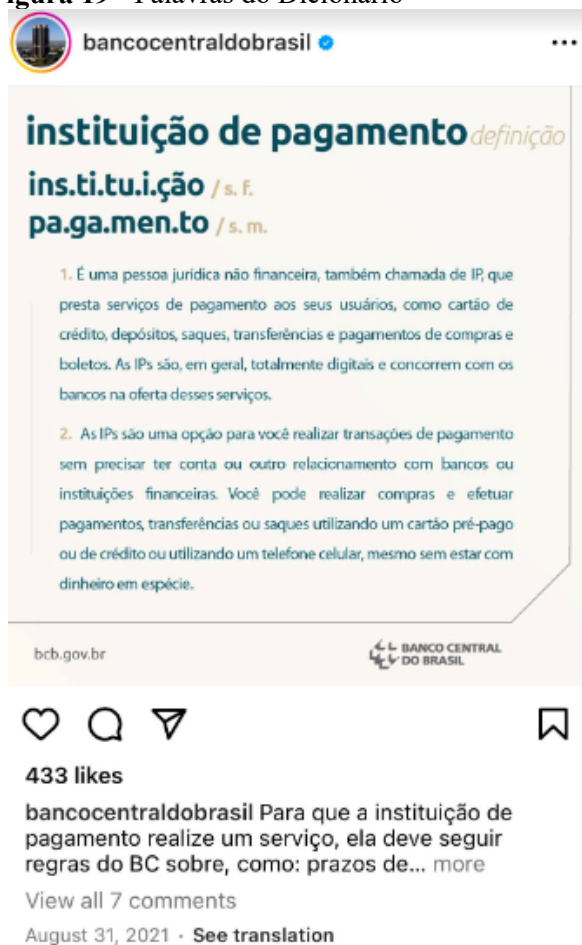 19 - Palavras do Dicionário
bancocentraldobrasil
instituição de pagamento definição
ins.ti.tu.i.ção / s. f.
pa.ga.men.to / s. m.
1. É uma pessoa jurídica não financeira, também chamada de IP, que
presta serviços de pagamento aos seus usuários, como cartão de
crédito, depósitos, saques, transferências e pagamentos de compras e
boletos. As IPs são, em geral, totalmente digitais e concorrem com os
bancos na oferta desses serviços.
2. As IPs são uma opção para você realizar transações de pagamento
sem precisar ter conta ou outro relacionamento com bancos ou
instituições financeiras. Você pode realizar compras e efetuar
pagamentos, transferências ou saques utilizando um cartão pré-pago
ou de crédito ou utilizando um telefone celular, mesmo sem estar com
dinheiro em espécie.
bcb.gov.br
BANCO CENTRAL
DO BRASIL
433 likes
bancocentraldobrasil Para que a instituição de
pagamento realize um serviço, ela deve seguir
regras do BC sobre, como: prazos de... more
View all 7 comments
August 31, 2021 · See translation